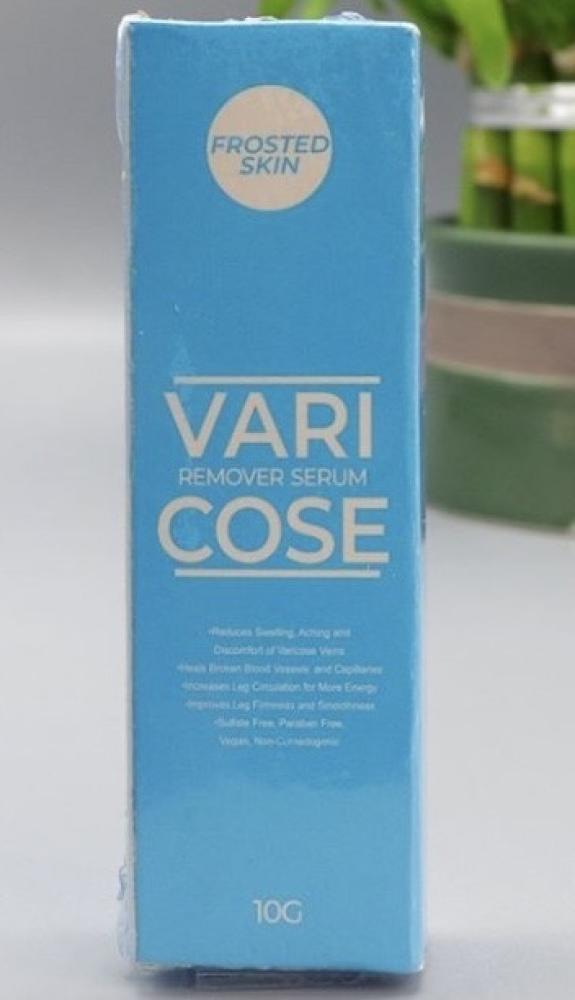 FROSTED
SKIN
VARI
REMOVER SERUM
COSE
•Reduces Swelling, Aching and
Discomfort of Varicose Veins
•Heals Broken Blood Vessels and Capillaries
•Increases Leg Circulation for More Energy
•Improves Leg Firmness and Smoothness
•Sulfate Free, Paraben Free,
Vegan, Non-Comedogenic
10G